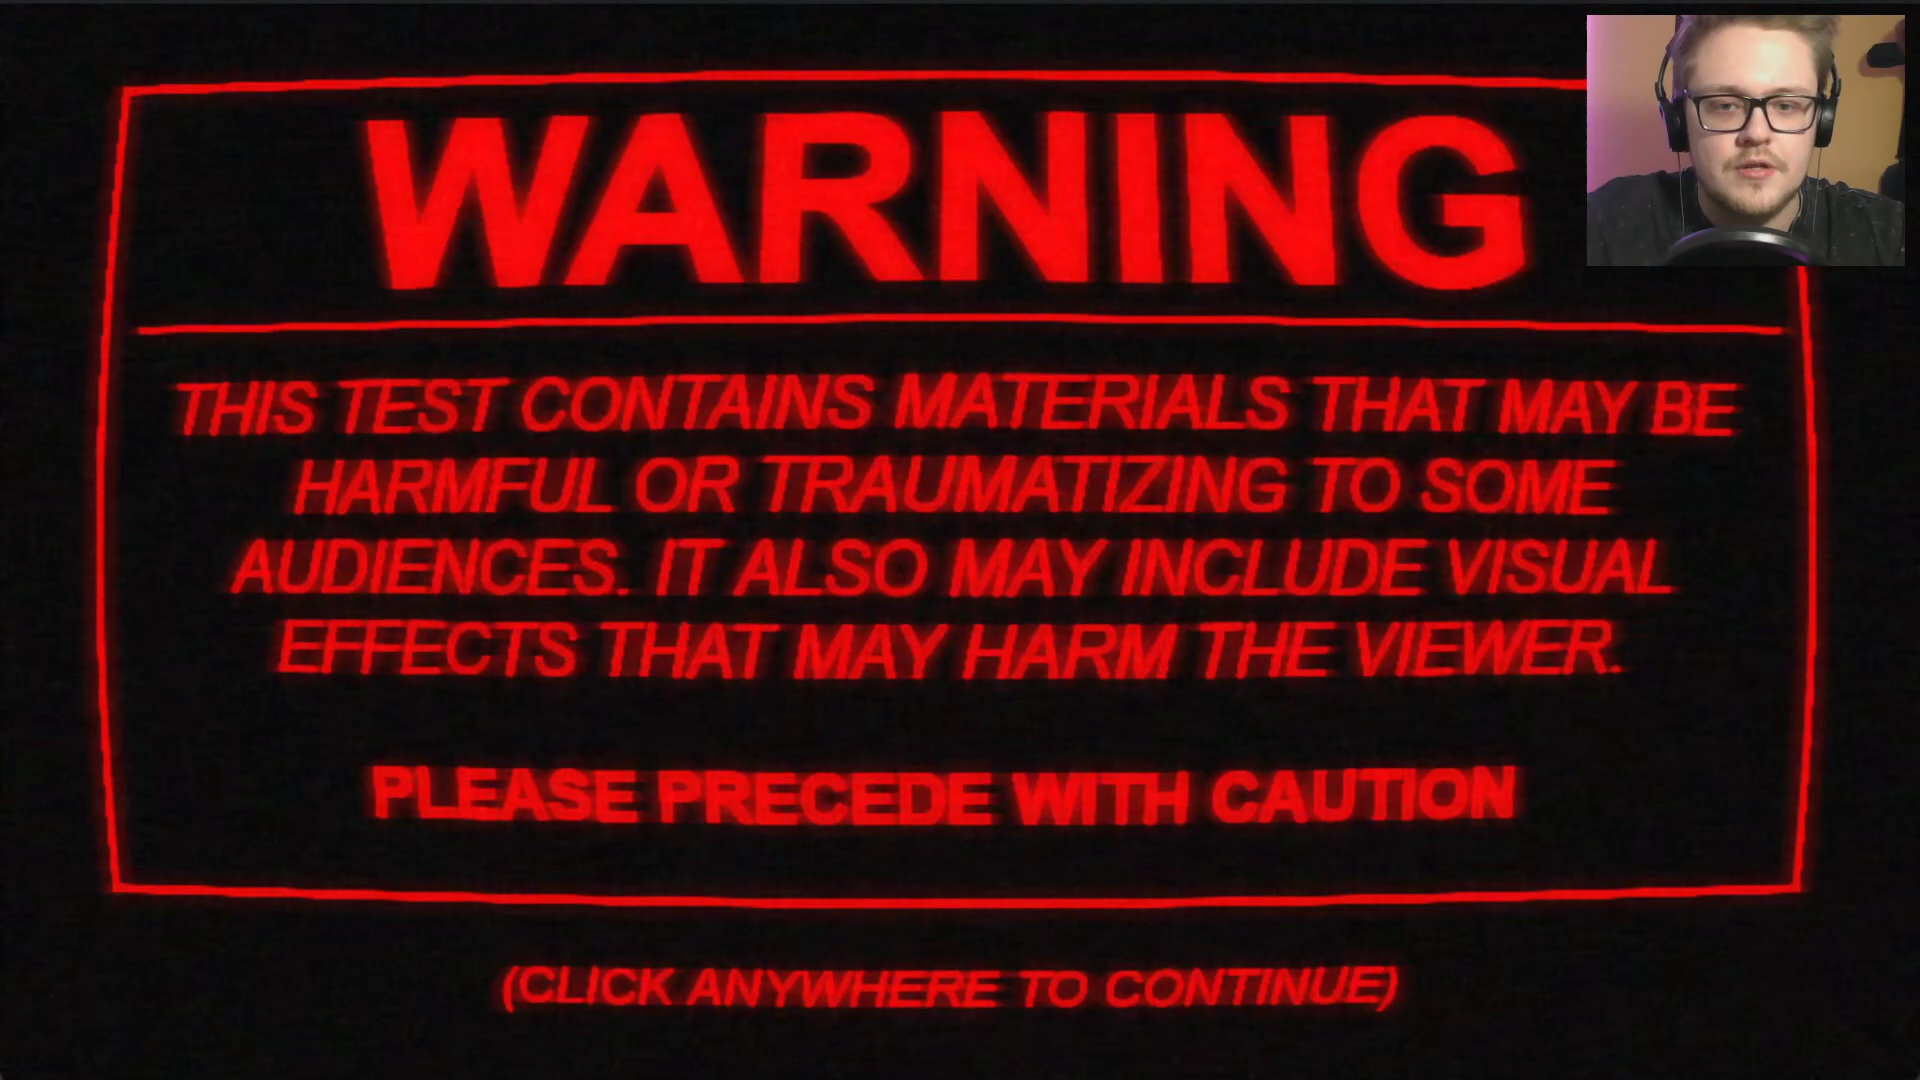 WARNING
THIS TEST CONTAINS MATERIALS THAT MAY BE
HARMFUL OR TRAUMATIZING TO SOME
AUDIENCES. IT ALSO MAY INCLUDE VISUAL
EFFECTS THAT MAY HARM THE VIEWER.
PLEASE PRECEDE WITH CAUTION
(CLICK ANYWHERE TO CONTINUE)